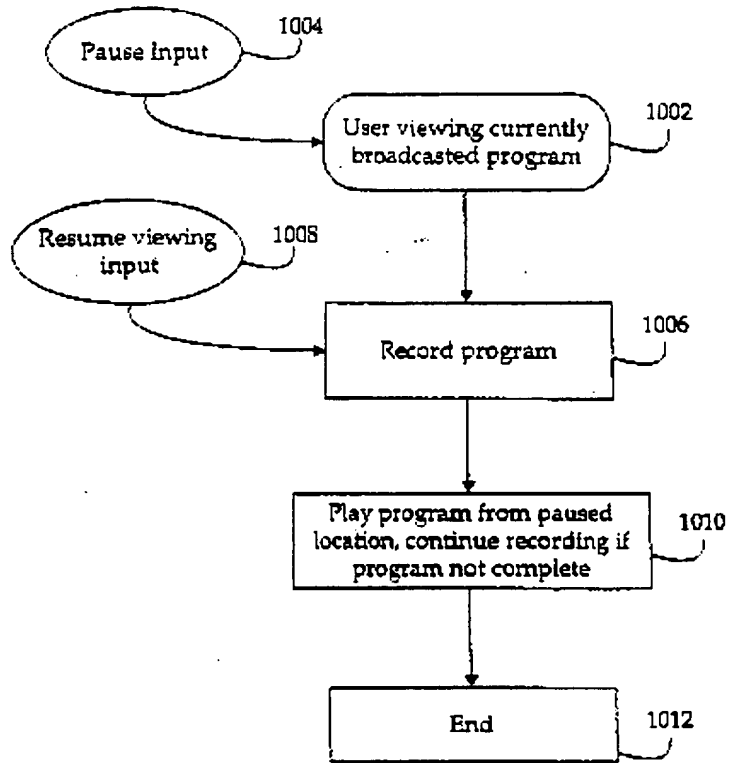 1004
Pause Input
1002
User viewing currently
broadcasted program
1008
Resume viewing
input
1006
Record program
1010
Play program from paused
location, continue recording if
program not complete
1012
End